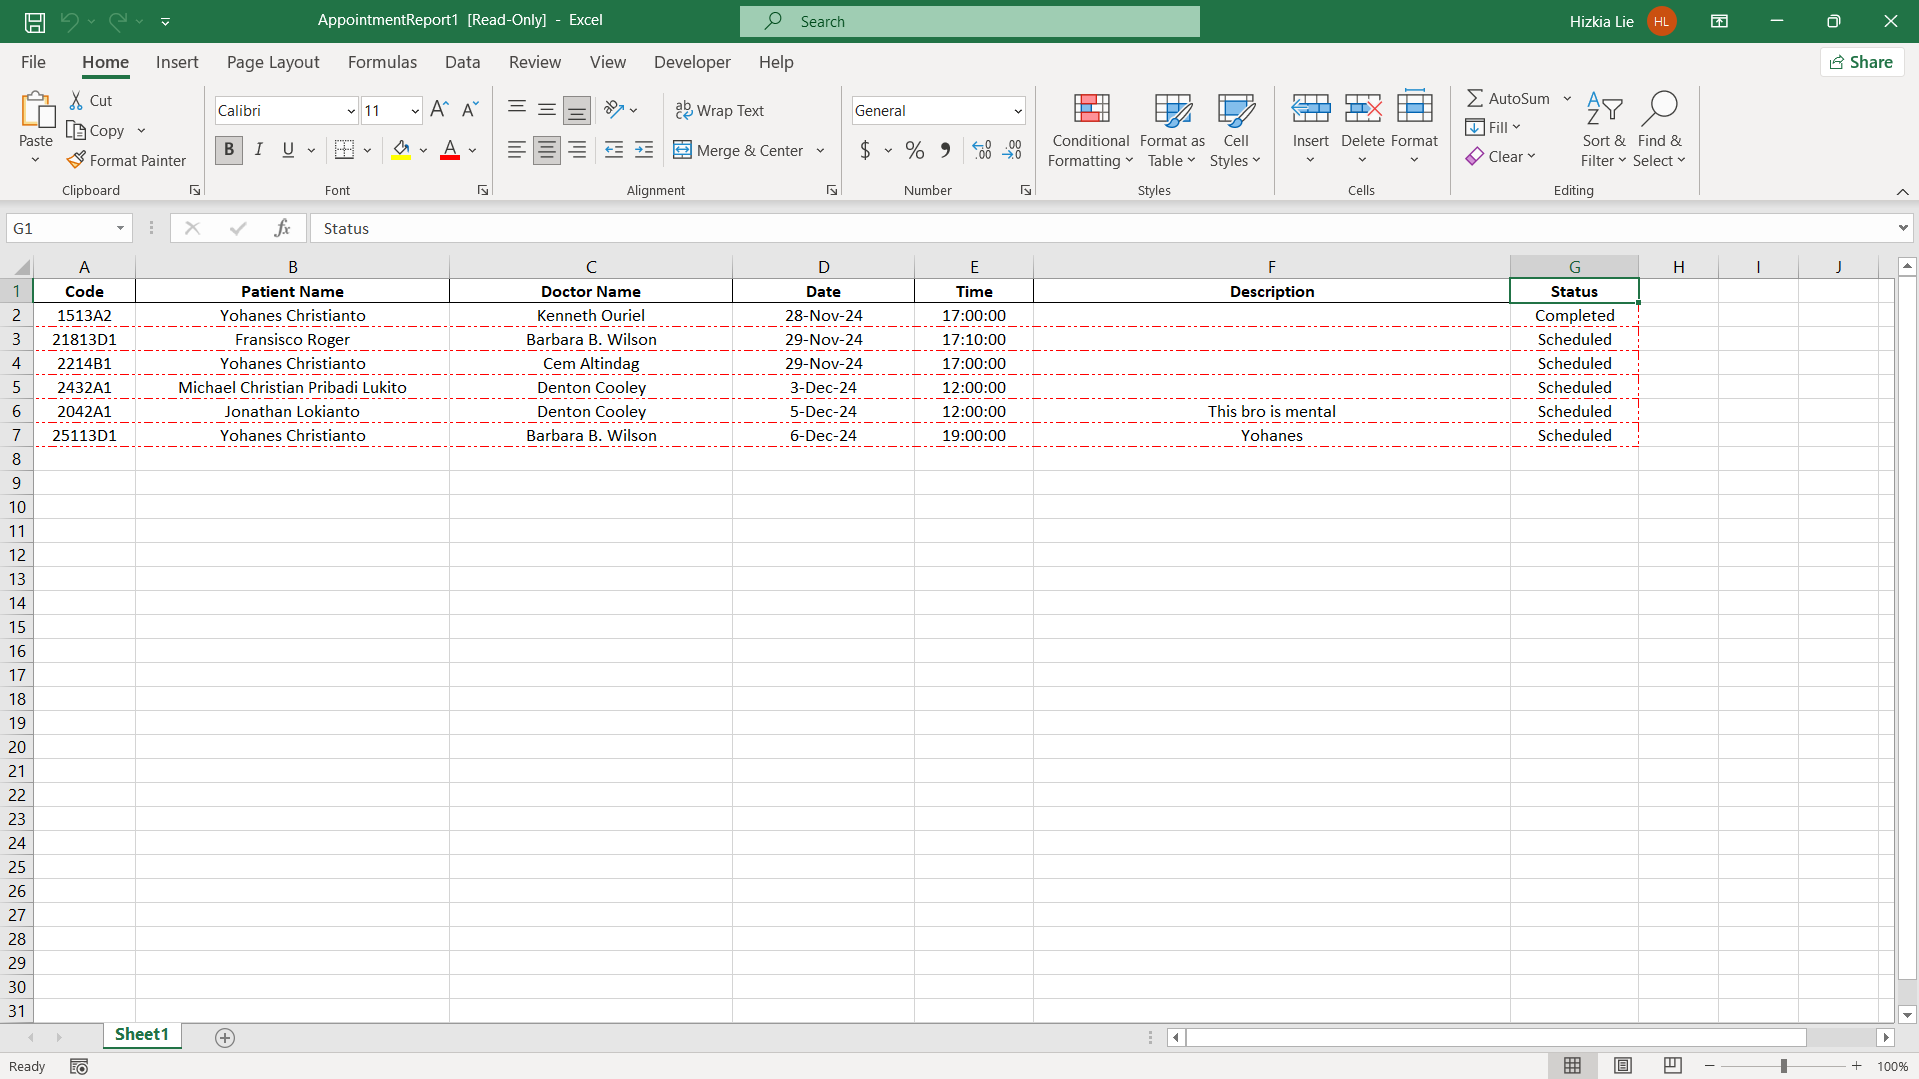 AppointmentReport1 [Read-Only] - Excel
Search
Hizkia Lie HL
File Home Insert Page Layout Formulas Data Review View Developer Help
Share
Paste
Cut
Copy
Format Painter
Clipboard
Calibri 11
B I U
Font
Wrap Text
Merge & Center
Alignment
General
$ % ,
Number
Conditional Formatting
Format as Table
Cell Styles
Styles
Insert Delete Format
Cells
AutoSum
Fill
Clear
Sort & Filter
Find & Select
Editing
G1 fx Status
A B C D E F G H I J
1 Code Patient Name Doctor Name Date Time Description Status
2 1513A2 Yohanes Christianto Kenneth Ouriel 28-Nov-24 17:00:00 Completed
3 21813D1 Fransisco Roger Barbara B. Wilson 29-Nov-24 17:10:00 Scheduled
4 2214B1 Yohanes Christianto Cem Altindag 29-Nov-24 17:00:00 Scheduled
5 2432A1 Michael Christian Pribadi Lukito Denton Cooley 3-Dec-24 12:00:00 Scheduled
6 2042A1 Jonathan Lokianto Denton Cooley 5-Dec-24 12:00:00 This bro is mental Scheduled
7 25113D1 Yohanes Christianto Barbara B. Wilson 6-Dec-24 19:00:00 Yohanes Scheduled
8
9
10
11
12
13
14
15
16
17
18
19
20
21
22
23
24
25
26
27
28
29
30
31
Sheet1
Ready
100%